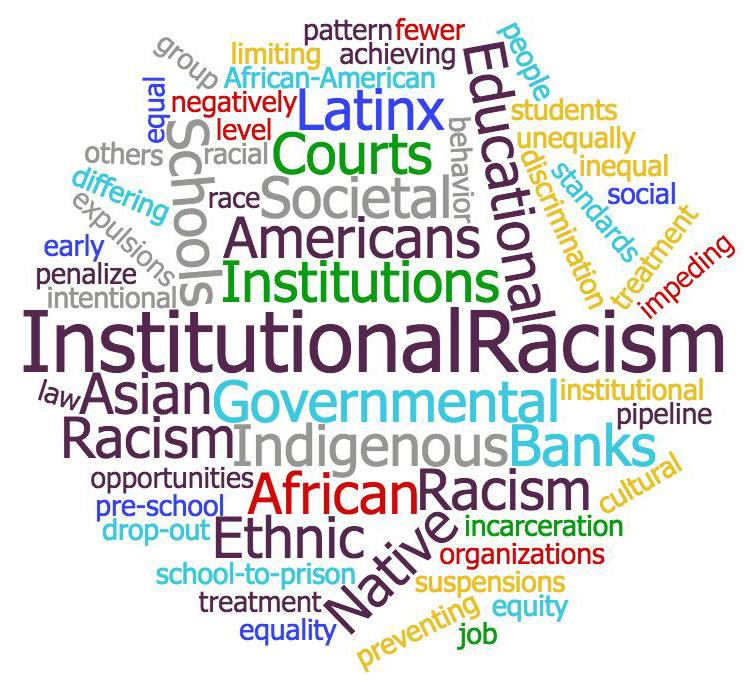 pattern fewer
people
group
limiting
achieving
Educational
African-American
equal
negatively
Latinx
students
level
behavior
unequally
Schools
others
racial
Courts
discrimination
standards
inequal
differing
race
Societal
social
expulsions
Americans
treatment
early
impeding
penalize
Institutions
intentional
InstitutionalRacism
law
Asian
Governmental
institutional
pipeline
Racism
Indigenous
Banks
opportunities
African
Racism
cultural
pre-school
drop-out
Ethnic
Native
incarceration
organizations
school-to-prison
suspensions
treatment
preventing
equity
equality
job